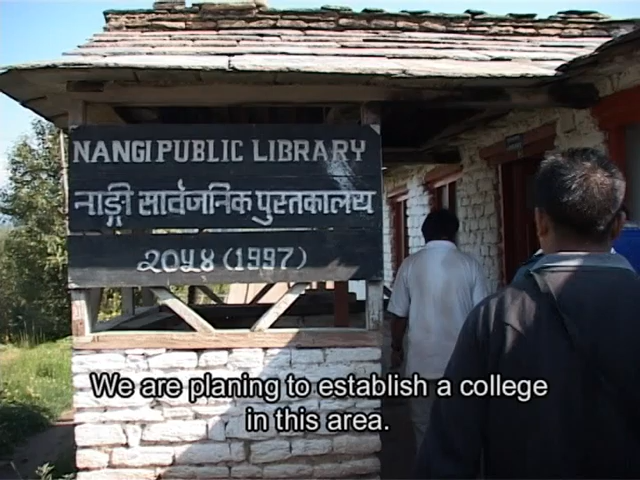 NANGI PUBLIC LIBRARY
नाङ्गी सार्वजनिक पुस्तकालय
२०५४ (1997)
We are planing to establish a college
in this area.